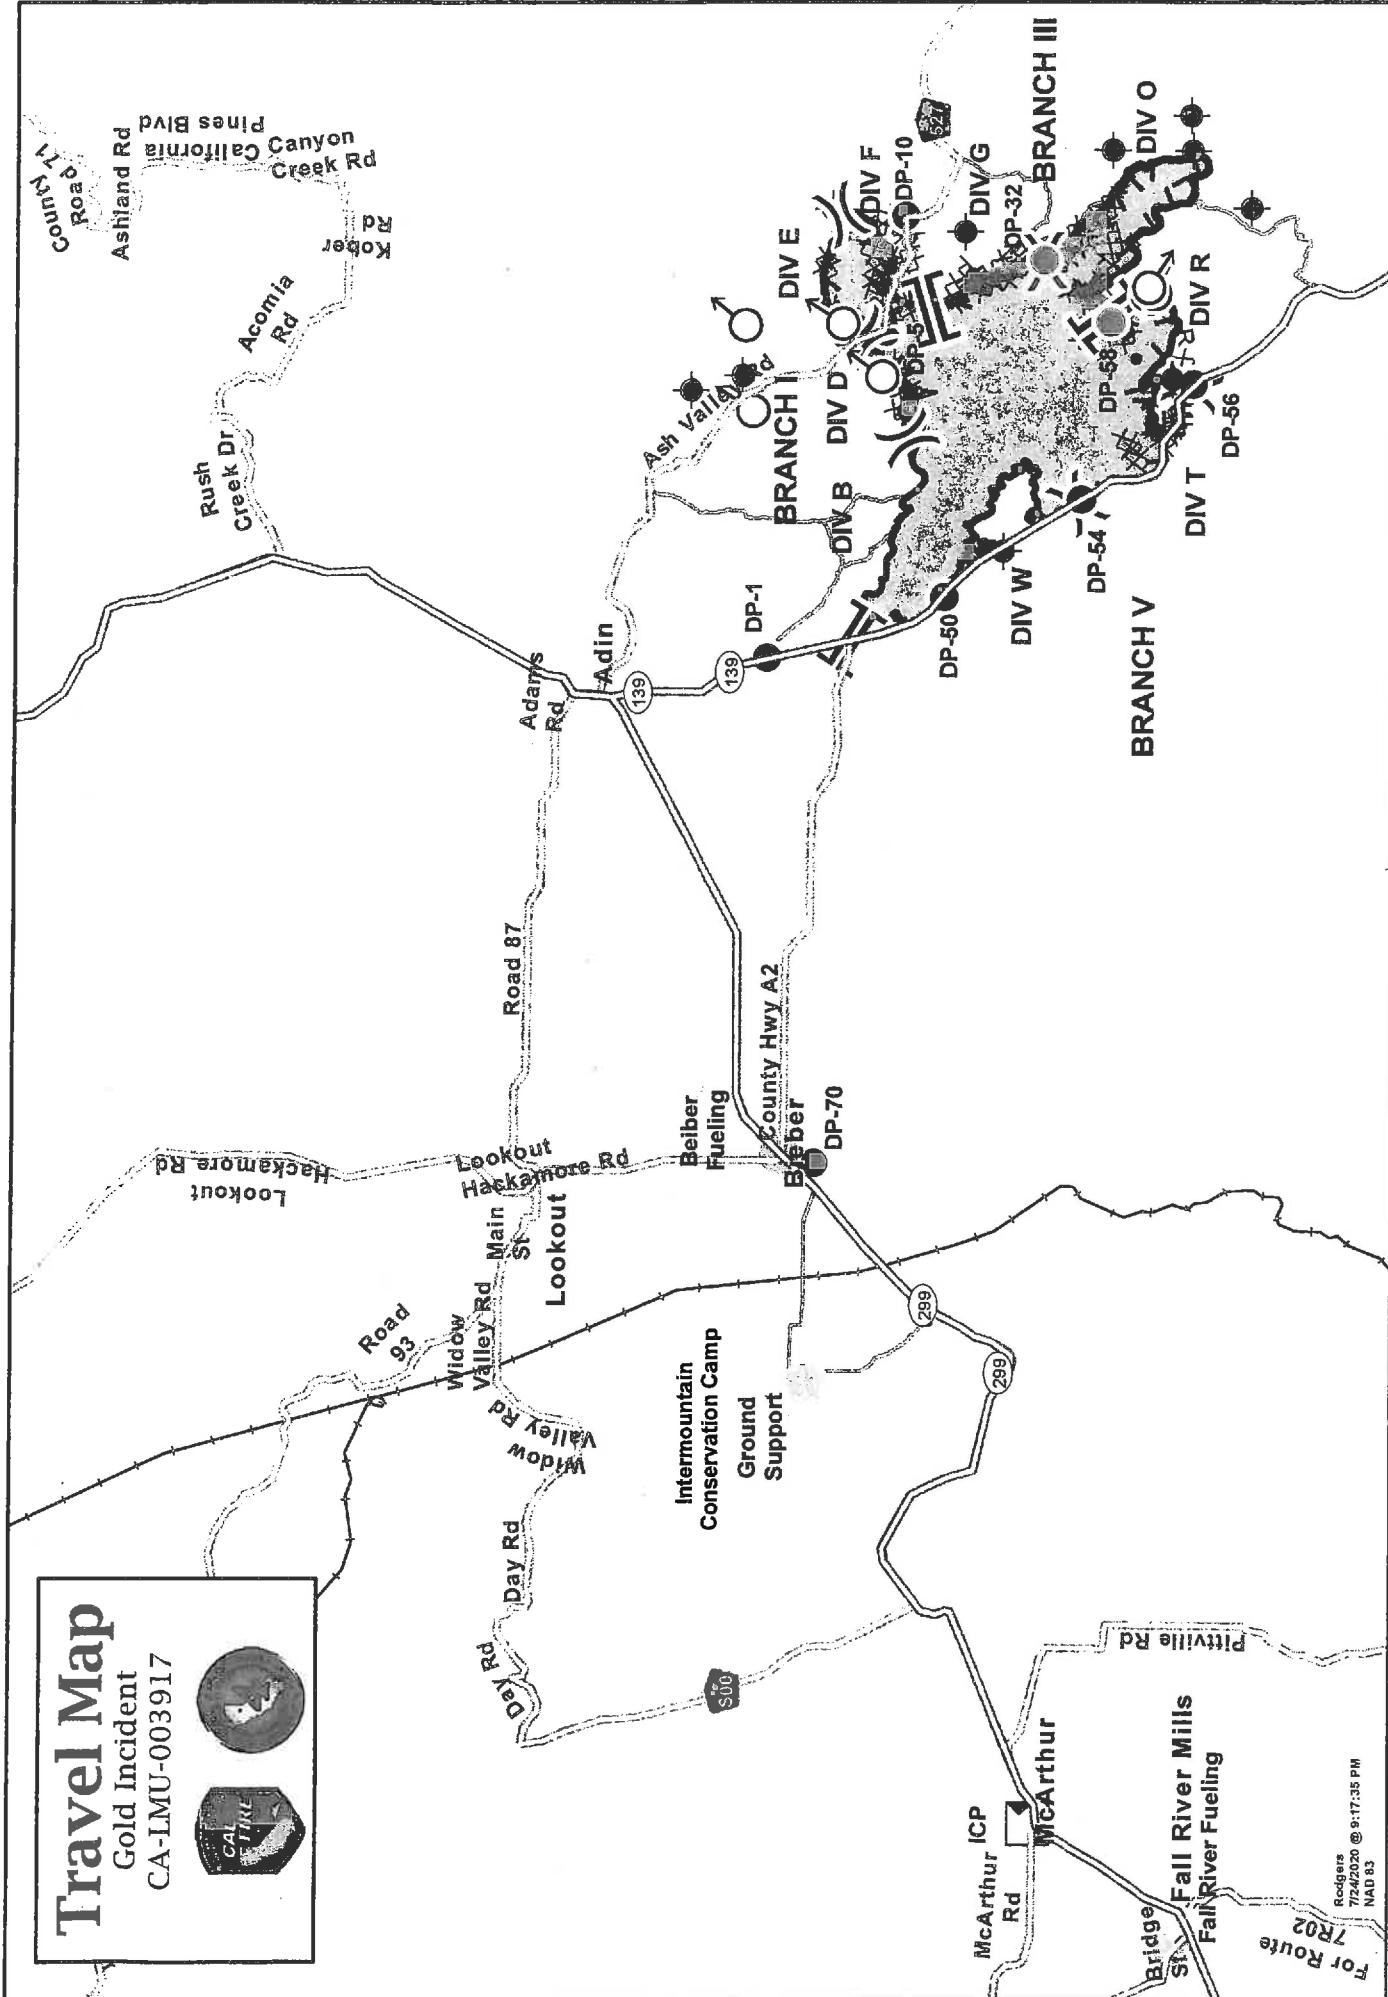 Travel Map
Gold Incident
CA-LMU-003917
CAL
FIRE
County
Road 71
Ashland Rd
California
Pines Blvd
Canyon
Creek Rd
Kober
Rd
Acomia
Rd
Rush
Creek Dr
Adams
Rd
Adin
139
139
Ash Valley Rd
Road 87
Lookout
Hackamore Rd
Lookout
Hackamore Rd
Main
St
Lookout
Road
93
Widow
Valley Rd
Widow
Valley Rd
Day Rd
Day Rd
Beiber
Fueling
County Hwy A2
Bieber
DP-70
Intermountain
Conservation Camp
Ground
Support
299
299
Pittville Rd
ICP
McArthur
McArthur
Rd
Fall River Mills
Fall River Fueling
Bridge
St
For Route
7R02
Rodgers
7/24/2020 @ 9:17:35 PM
NAD 83
DP-1
DP-50
DIV W
DP-54
BRANCH V
DIV T
DP-56
DP-58
DIV R
DIV O
BRANCH III
DP-32
DIV G
DP-10
DIV F
527
DIV E
DP-5
DIV D
BRANCH I
DIV B